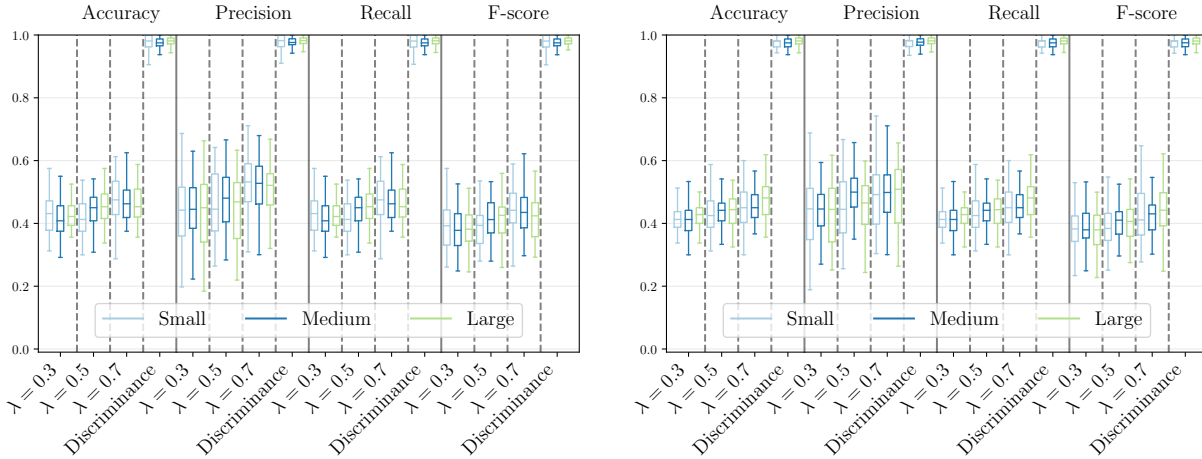 Accuracy Precision Recall F-score
1.0
0.8
0.6
0.4
0.2
0.0
Small Medium Large
λ = 0.3
λ = 0.5
λ = 0.7
Discriminance
λ = 0.3
λ = 0.5
λ = 0.7
Discriminance
λ = 0.3
λ = 0.5
λ = 0.7
Discriminance
λ = 0.3
λ = 0.5
λ = 0.7
Discriminance
Accuracy Precision Recall F-score
1.0
0.8
0.6
0.4
0.2
0.0
Small Medium Large
λ = 0.3
λ = 0.5
λ = 0.7
Discriminance
λ = 0.3
λ = 0.5
λ = 0.7
Discriminance
λ = 0.3
λ = 0.5
λ = 0.7
Discriminance
λ = 0.3
λ = 0.5
λ = 0.7
Discriminance